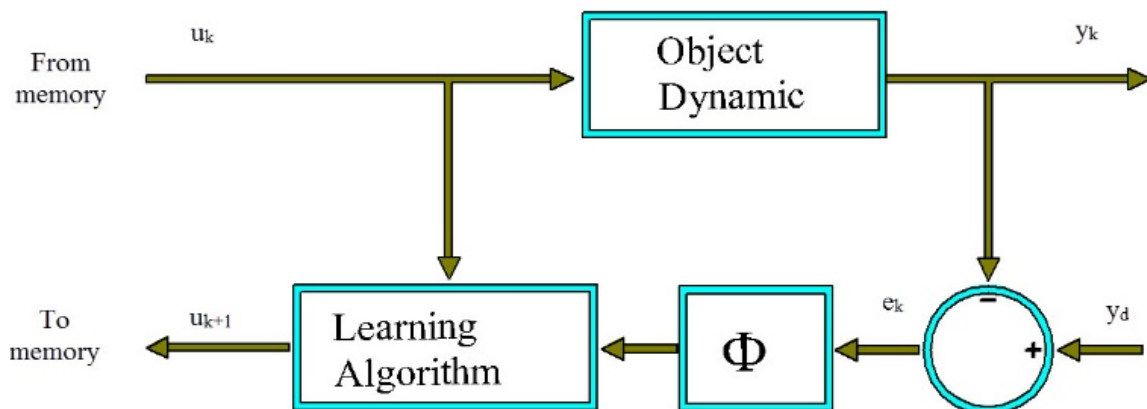 uk
Object
Dynamic
yk
From
memory
−
To
memory
uk+1
Learning
Algorithm
Φ
ek
+
yd